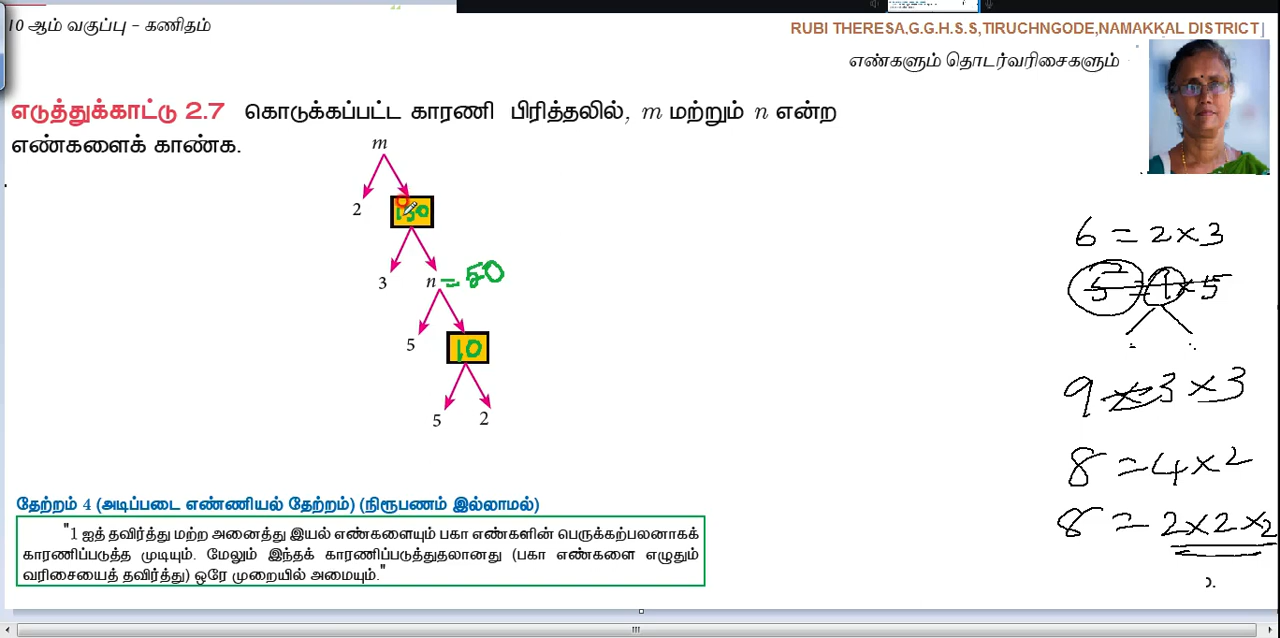 10 ஆம் வகுப்பு – கணிதம்
RUBI THERESA.G.G.H.S.S,TIRUCHNGODE,NAMAKKAL DISTRICT
எண்களும் தொடர்வரிசைகளும்
எடுத்துக்காட்டு 2.7 கொடுக்கப்பட்ட காரணி பிரித்தலில், m மற்றும் n என்ற
எண்களைக் காண்க.
m
2 150
3 n = 50
5 10
5 2
6 = 2 × 3
5 = 1 × 5
9 = 3 × 3
8 = 4 × 2
8 = 2 × 2 × 2
தேற்றம் 4 (அடிப்படை எண்ணியல் தேற்றம்) (நிரூபணம் இல்லாமல்)
"1 ஐத் தவிர்த்து மற்ற அனைத்து இயல் எண்களையும் பகா எண்களின் பெருக்கற்பலனாகக்
காரணிப்படுத்த முடியும். மேலும் இந்தக் காரணிப்படுத்துதலானது (பகா எண்களை எழுதும்
வரிசையைத் தவிர்த்து) ஒரே முறையில் அமையும்."